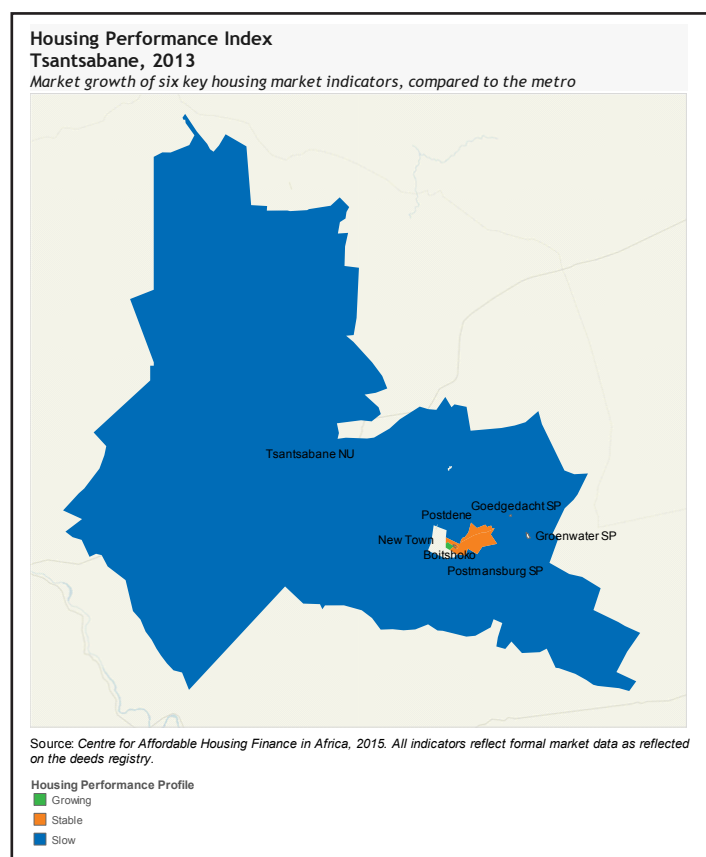 Housing Performance Index
Tsantsabane, 2013
Market growth of six key housing market indicators, compared to the metro
Tsantsabane NU
Goedgedacht SP
Postdene
New Town
Groenwater SP
Boitshoko
Postmansburg SP
Source: Centre for Affordable Housing Finance in Africa, 2015. All indicators reflect formal market data as reflected
on the deeds registry.
Housing Performance Profile
Growing
Stable
Slow